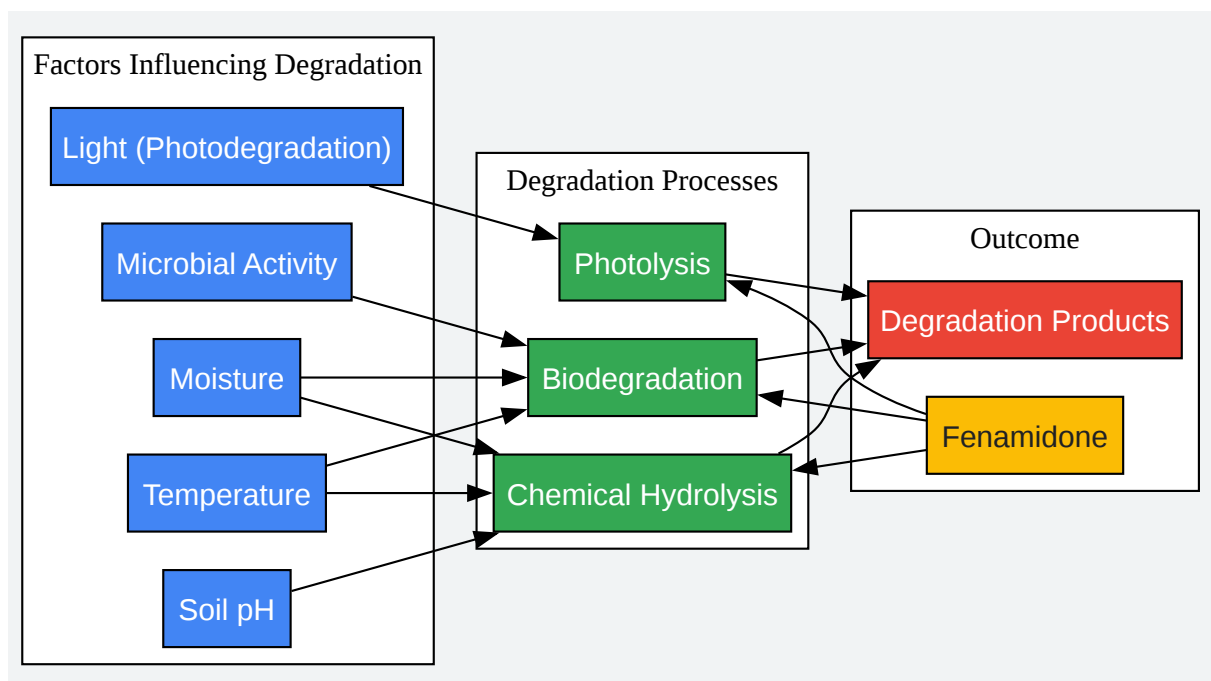 Factors Influencing Degradation
Light (Photodegradation)
Microbial Activity
Moisture
Temperature
Soil pH
Degradation Processes
Photolysis
Biodegradation
Chemical Hydrolysis
Outcome
Degradation Products
Fenamidone